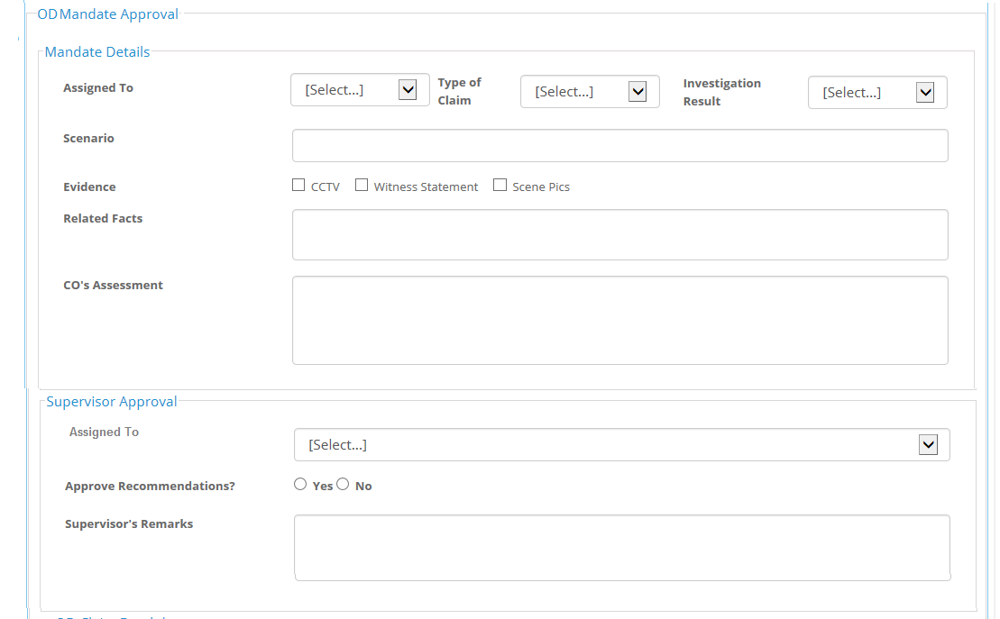 OD Mandate Approval
Mandate Details
Assigned To [Select...] Type of Claim [Select...] Investigation Result [Select...]
Scenario
Evidence CCTV Witness Statement Scene Pics
Related Facts
CO's Assessment
Supervisor Approval
Assigned To [Select...]
Approve Recommendations? Yes No
Supervisor's Remarks